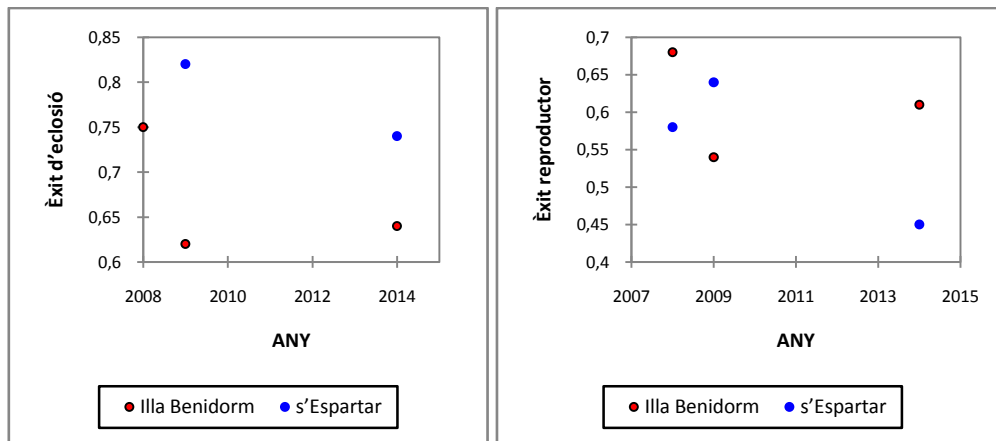 0,85
0,8
0,75
0,7
0,65
0,6
Èxit d'eclosió
2008 2010 2012 2014
ANY
Illa Benidorm s'Espartar
0,7
0,65
0,6
0,55
0,5
0,45
0,4
Èxit reproductor
2007 2009 2011 2013 2015
ANY
Illa Benidorm s'Espartar